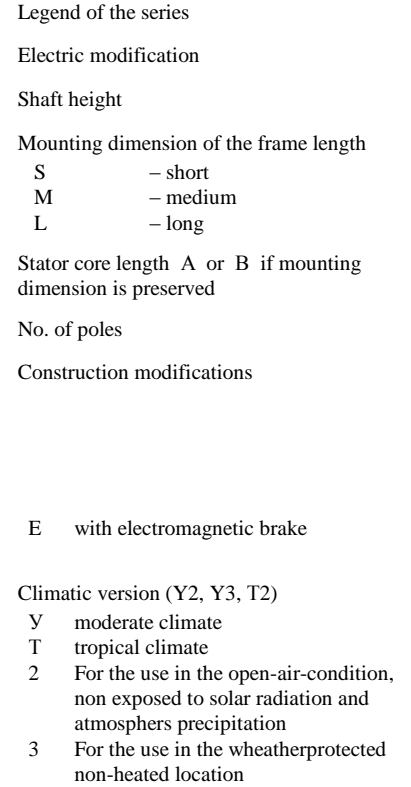 Legend of the series
Electric modification
Shaft height
Mounting dimension of the frame length
S – short
M – medium
L – long
Stator core length A or B if mounting
dimension is preserved
No. of poles
Construction modifications
E with electromagnetic brake
Climatic version (Y2, Y3, T2)
У moderate climate
T tropical climate
2 For the use in the open-air-condition,
non exposed to solar radiation and
atmosphers precipitation
3 For the use in the wheatherprotected
non-heated location